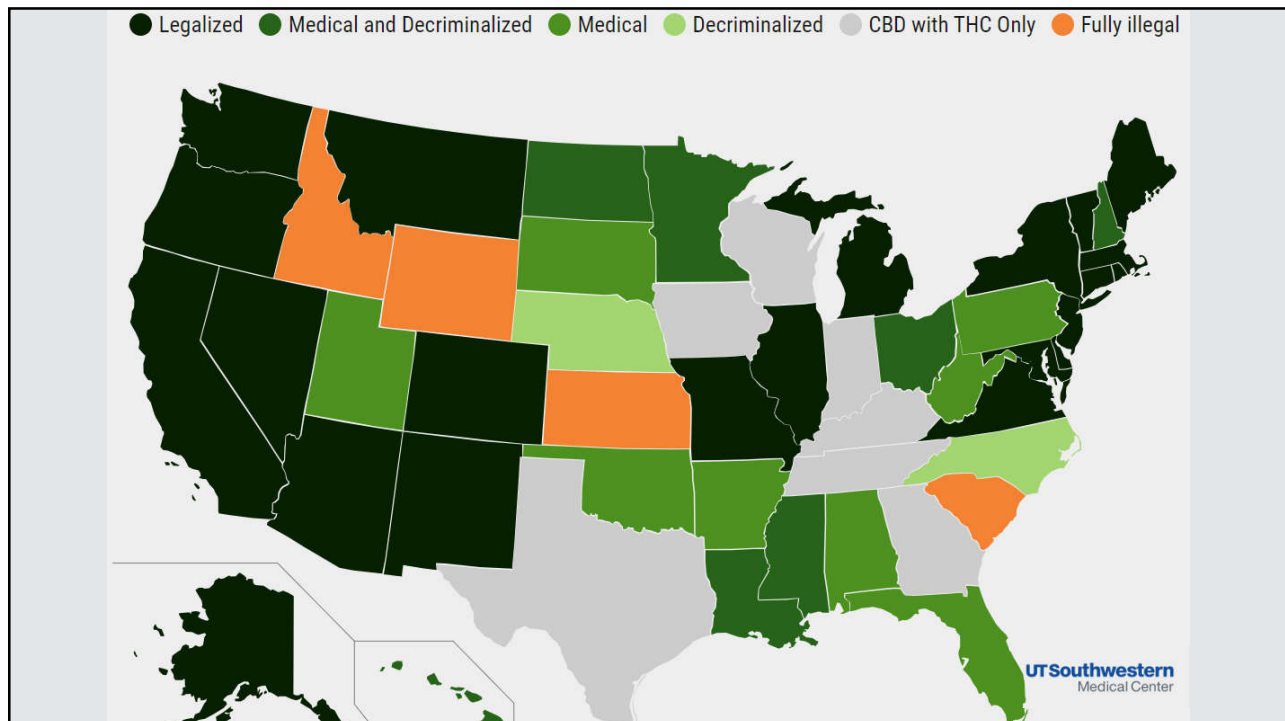 Legalized Medical and Decriminalized Medical Decriminalized CBD with THC Only Fully illegal
UTSouthwestern
Medical Center